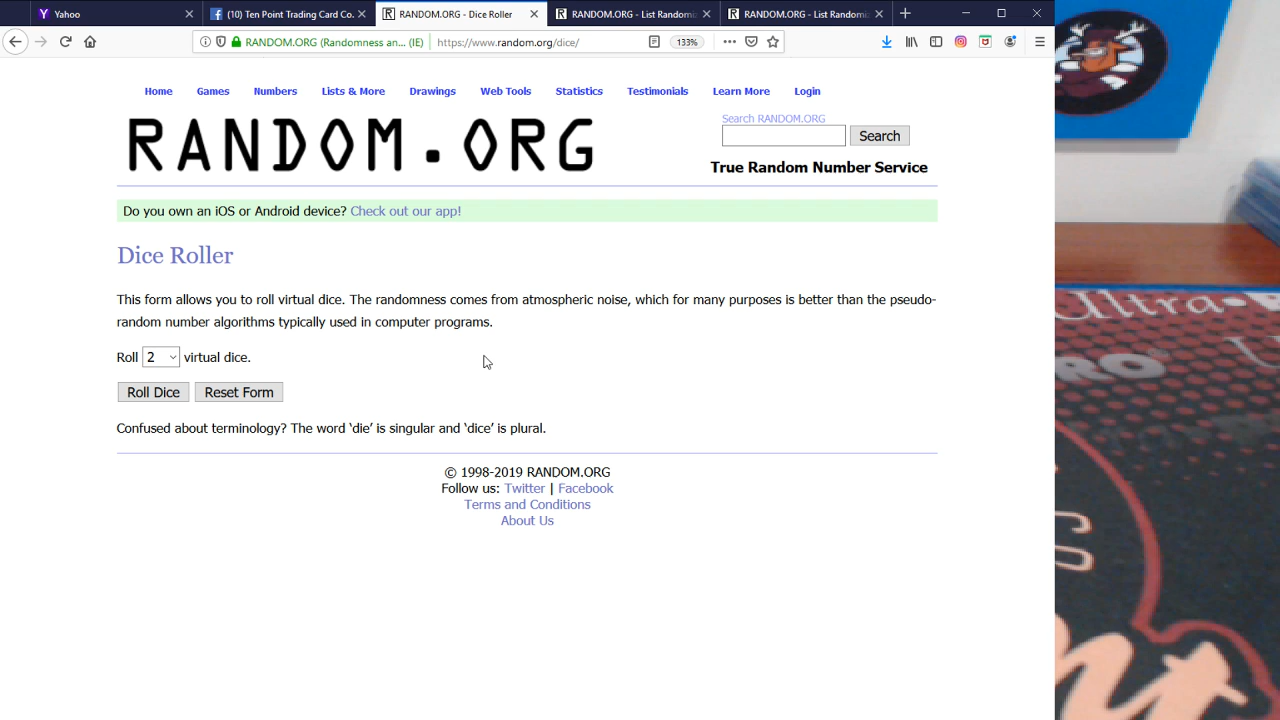 Yahoo
(10) Ten Point Trading Card Co.
RANDOM.ORG - Dice Roller
RANDOM.ORG - List Randomiz
RANDOM.ORG - List Randomiz
RANDOM.ORG (Randomness an... (IE)
https://www.random.org/dice/
133%
Home Games Numbers Lists & More Drawings Web Tools Statistics Testimonials Learn More Login
RANDOM.ORG
Search RANDOM.ORG
Search
True Random Number Service
Do you own an iOS or Android device? Check out our app!
Dice Roller
This form allows you to roll virtual dice. The randomness comes from atmospheric noise, which for many purposes is better than the pseudo-
random number algorithms typically used in computer programs.
Roll 2 virtual dice.
Roll Dice Reset Form
Confused about terminology? The word ‘die’ is singular and ‘dice’ is plural.
© 1998-2019 RANDOM.ORG
Follow us: Twitter | Facebook
Terms and Conditions
About Us
Ultra